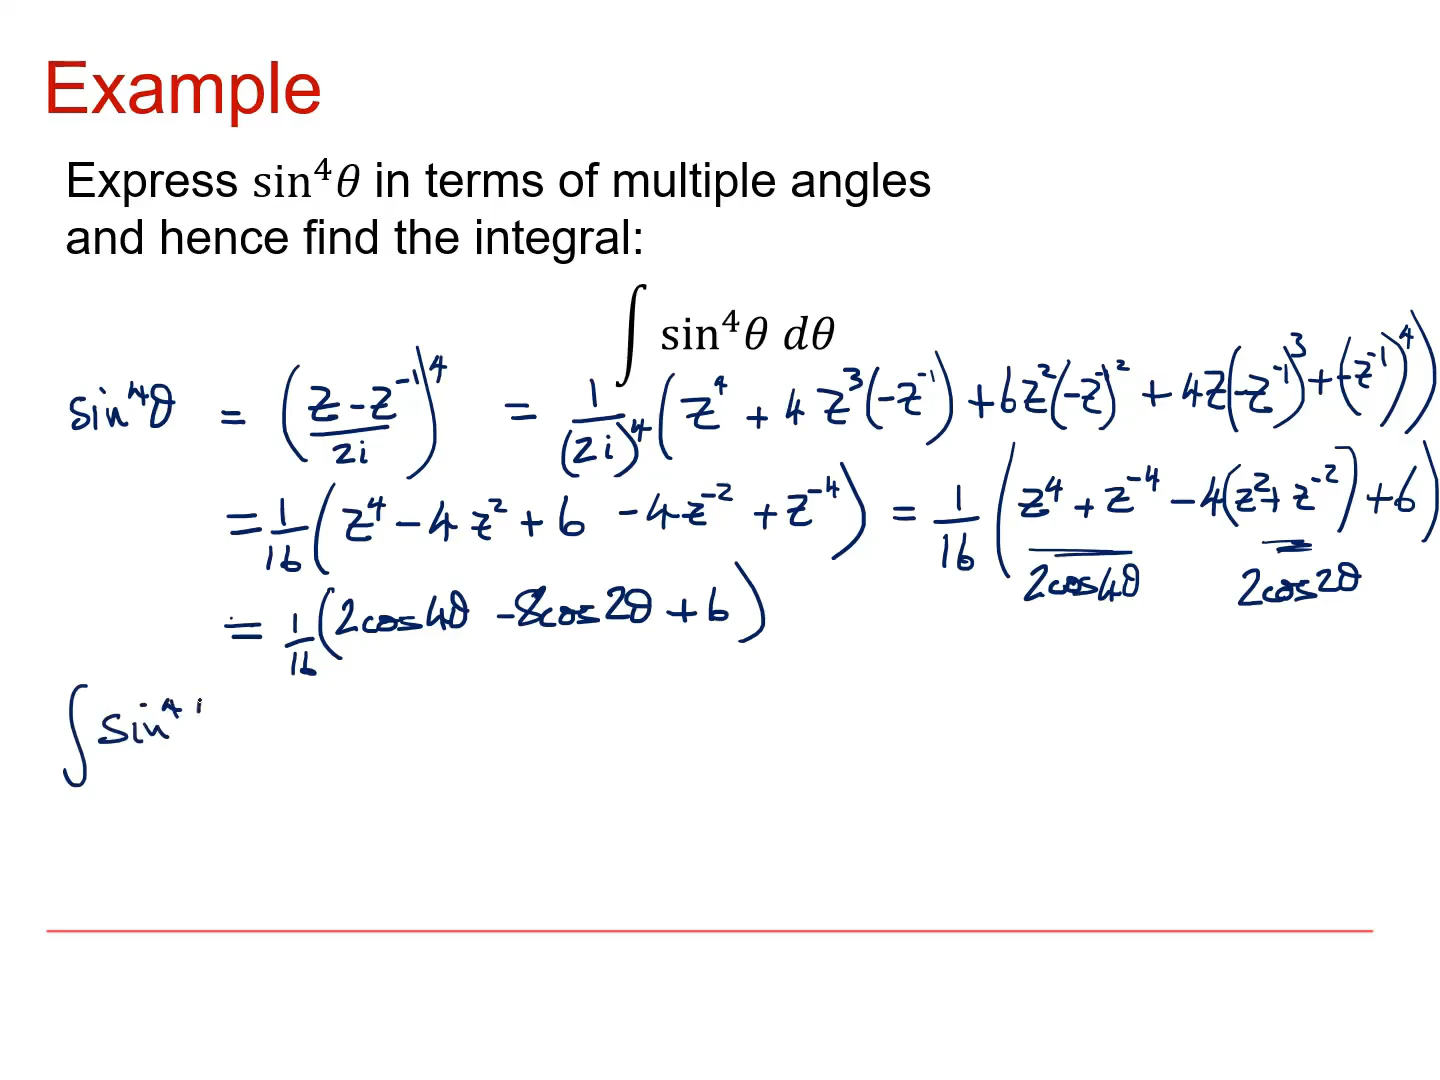 Example
Express sin⁴θ in terms of multiple angles
and hence find the integral:
∫ sin⁴θ dθ
sin⁴θ = ((z - z⁻¹)/2i)⁴ = 1/(2i)⁴ (z⁴ + 4z³(-z⁻¹) + 6z²(-z⁻¹)² + 4z(-z⁻¹)³ + (-z⁻¹)⁴)
= 1/16 (z⁴ - 4z² + 6 - 4z⁻² + z⁻⁴) = 1/16 (z⁴ + z⁻⁴ - 4(z² + z⁻²) + 6)
2cos4θ 2cos2θ
= 1/16 (2cos4θ - 8cos2θ + 6)
∫ sin⁴